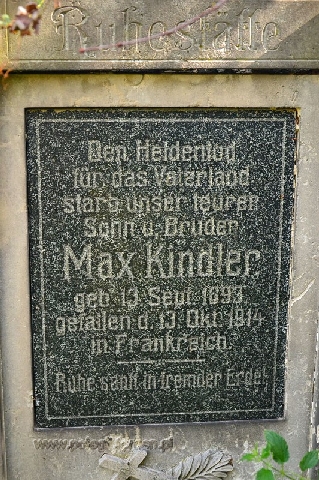 Ruhestätte
Den Heldentod
für das Vaterland
starb unser teurer
Sohn u. Bruder
Max Kindler
geb. 13. Sept. 1893
gefallen d. 13. Okt. 1914
in Frankreich
Ruhe sanft in fremder Erde!